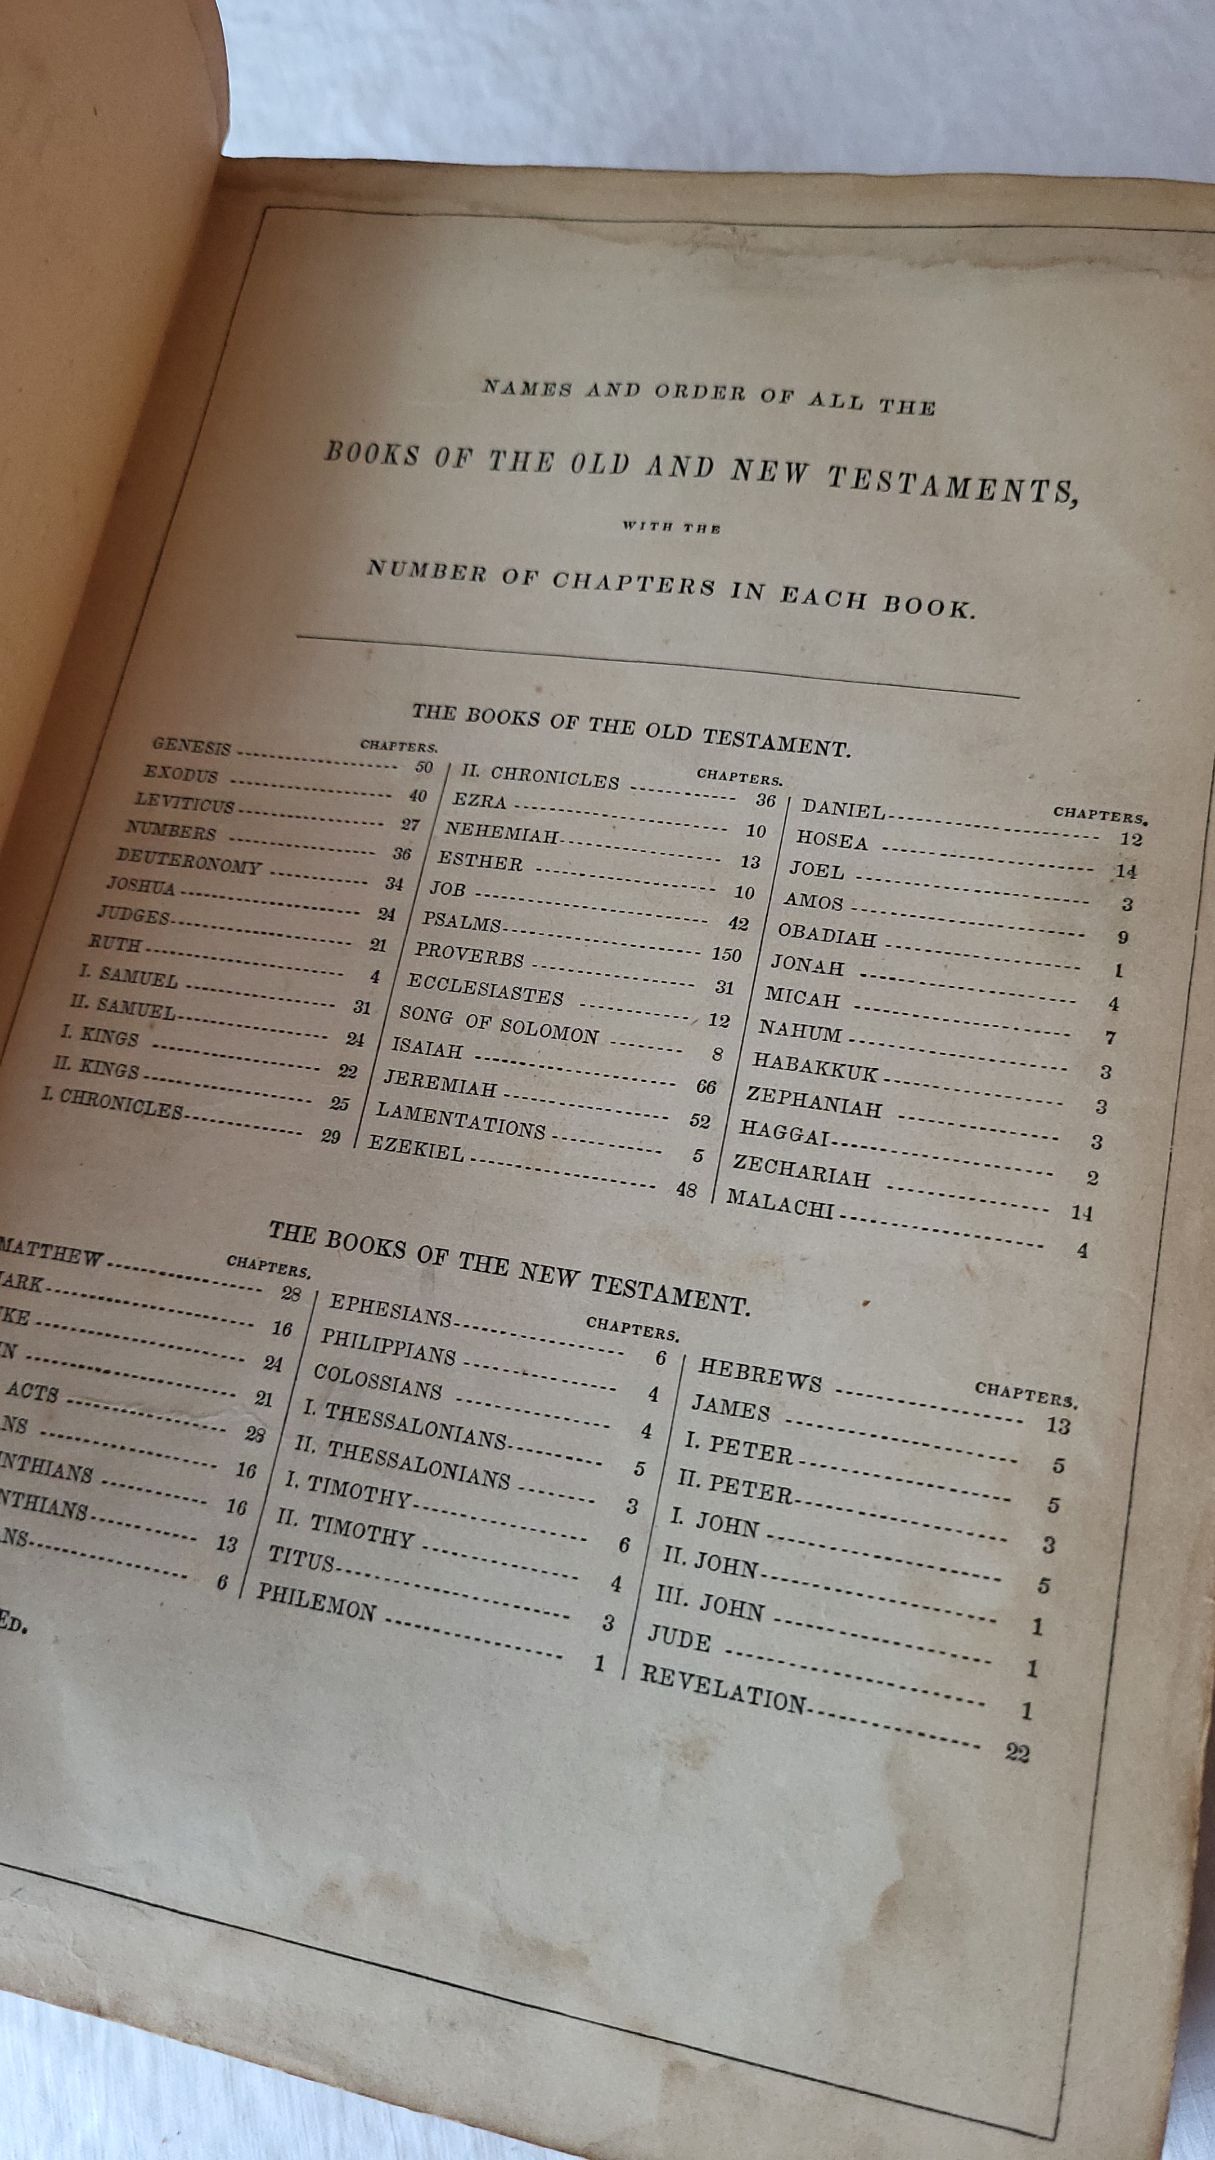 NAMES AND ORDER OF ALL THE
BOOKS OF THE OLD AND NEW TESTAMENTS,
WITH THE
NUMBER OF CHAPTERS IN EACH BOOK.
THE BOOKS OF THE OLD TESTAMENT.
CHAPTERS.
GENESIS 50
EXODUS 40
LEVITICUS 27
NUMBERS 36
DEUTERONOMY 34
JOSHUA 24
JUDGES 21
RUTH 4
I. SAMUEL 31
II. SAMUEL 24
I. KINGS 22
II. KINGS 25
I. CHRONICLES 29
CHAPTERS.
II. CHRONICLES 36
EZRA 10
NEHEMIAH 13
ESTHER 10
JOB 42
PSALMS 150
PROVERBS 31
ECCLESIASTES 12
SONG OF SOLOMON 8
ISAIAH 66
JEREMIAH 52
LAMENTATIONS 5
EZEKIEL 48
CHAPTERS.
DANIEL 12
HOSEA 14
JOEL 3
AMOS 9
OBADIAH 1
JONAH 4
MICAH 7
NAHUM 3
HABAKKUK 3
ZEPHANIAH 3
HAGGAI 2
ZECHARIAH 14
MALACHI 4
THE BOOKS OF THE NEW TESTAMENT.
CHAPTERS.
MATTHEW 28
ARK 16
KE 24
N 21
ACTS 28
NS 16
NTHIANS 16
NTHIANS 13
NS 6
CHAPTERS.
EPHESIANS 6
PHILIPPIANS 4
COLOSSIANS 4
I. THESSALONIANS 5
II. THESSALONIANS 3
I. TIMOTHY 6
II. TIMOTHY 4
TITUS 3
PHILEMON 1
CHAPTERS.
HEBREWS 13
JAMES 5
I. PETER 5
II. PETER 3
I. JOHN 5
II. JOHN 1
III. JOHN 1
JUDE 1
REVELATION 22
ED.